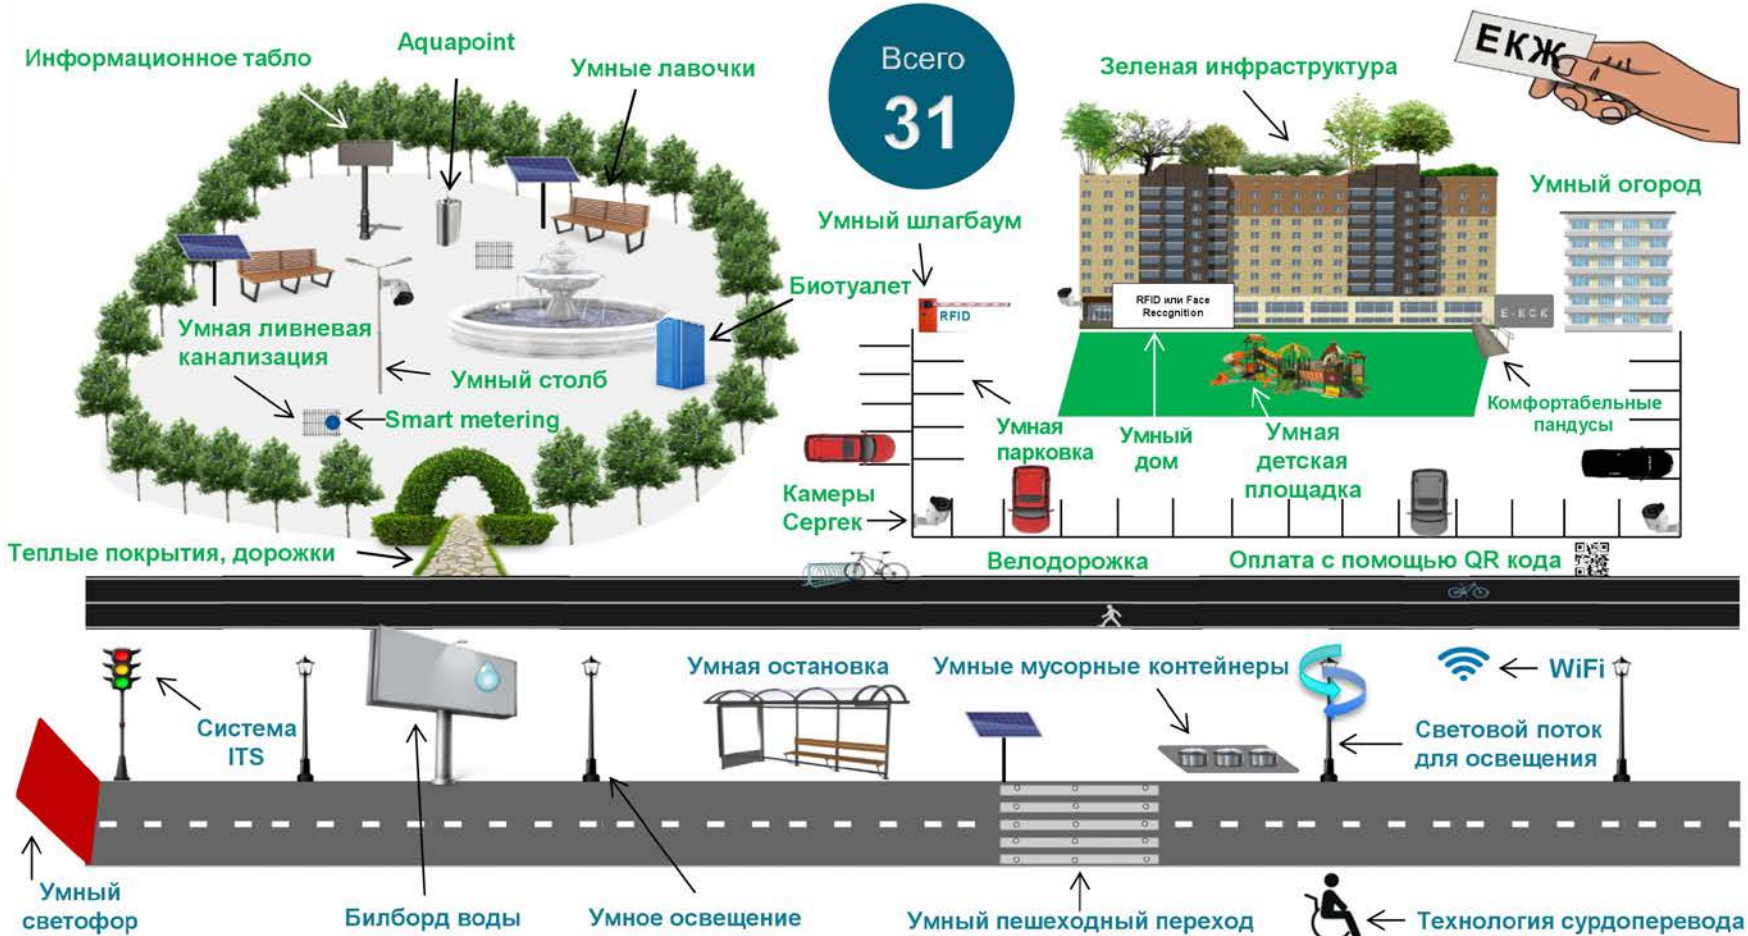 Информационное табло
Aquapoint
Умные лавочки
Всего
31
Зеленая инфраструктура
ЕКЖ
Умный огород
Умный шлагбаум
Биотуалет
RFID
RFID или Face
Recognition
Е-КСК
Умная ливневая
канализация
Умный столб
Smart metering
Комфортабельные
пандусы
Умная
парковка
Умный
дом
Умная
детская
площадка
Камеры
Сергек
Теплые покрытия, дорожки
Велодорожка
Оплата с помощью QR кода
Умная остановка
Умные мусорные контейнеры
WiFi
Система
ITS
Световой поток
для освещения
Умный
светофор
Билборд воды
Умное освещение
Умный пешеходный переход
Технология сурдоперевода